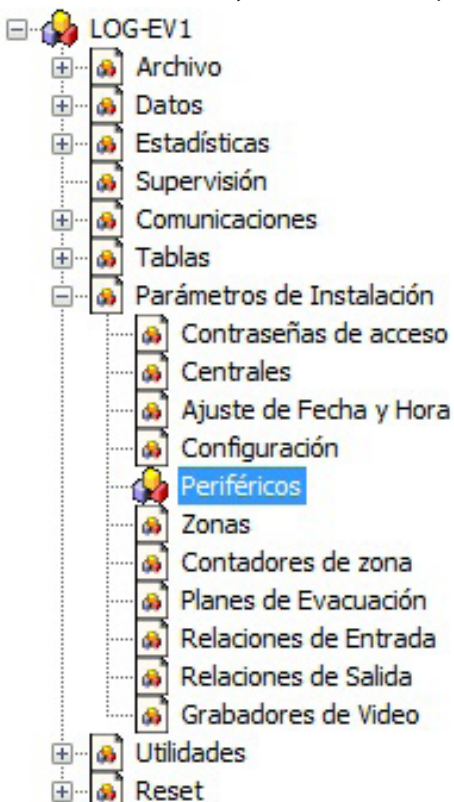 LOG-EV1
Archivo
Datos
Estadísticas
Supervisión
Comunicaciones
Tablas
Parámetros de Instalación
Contraseñas de acceso
Centrales
Ajuste de Fecha y Hora
Configuración
Periféricos
Zonas
Contadores de zona
Planes de Evacuación
Relaciones de Entrada
Relaciones de Salida
Grabadores de Video
Utilidades
Reset